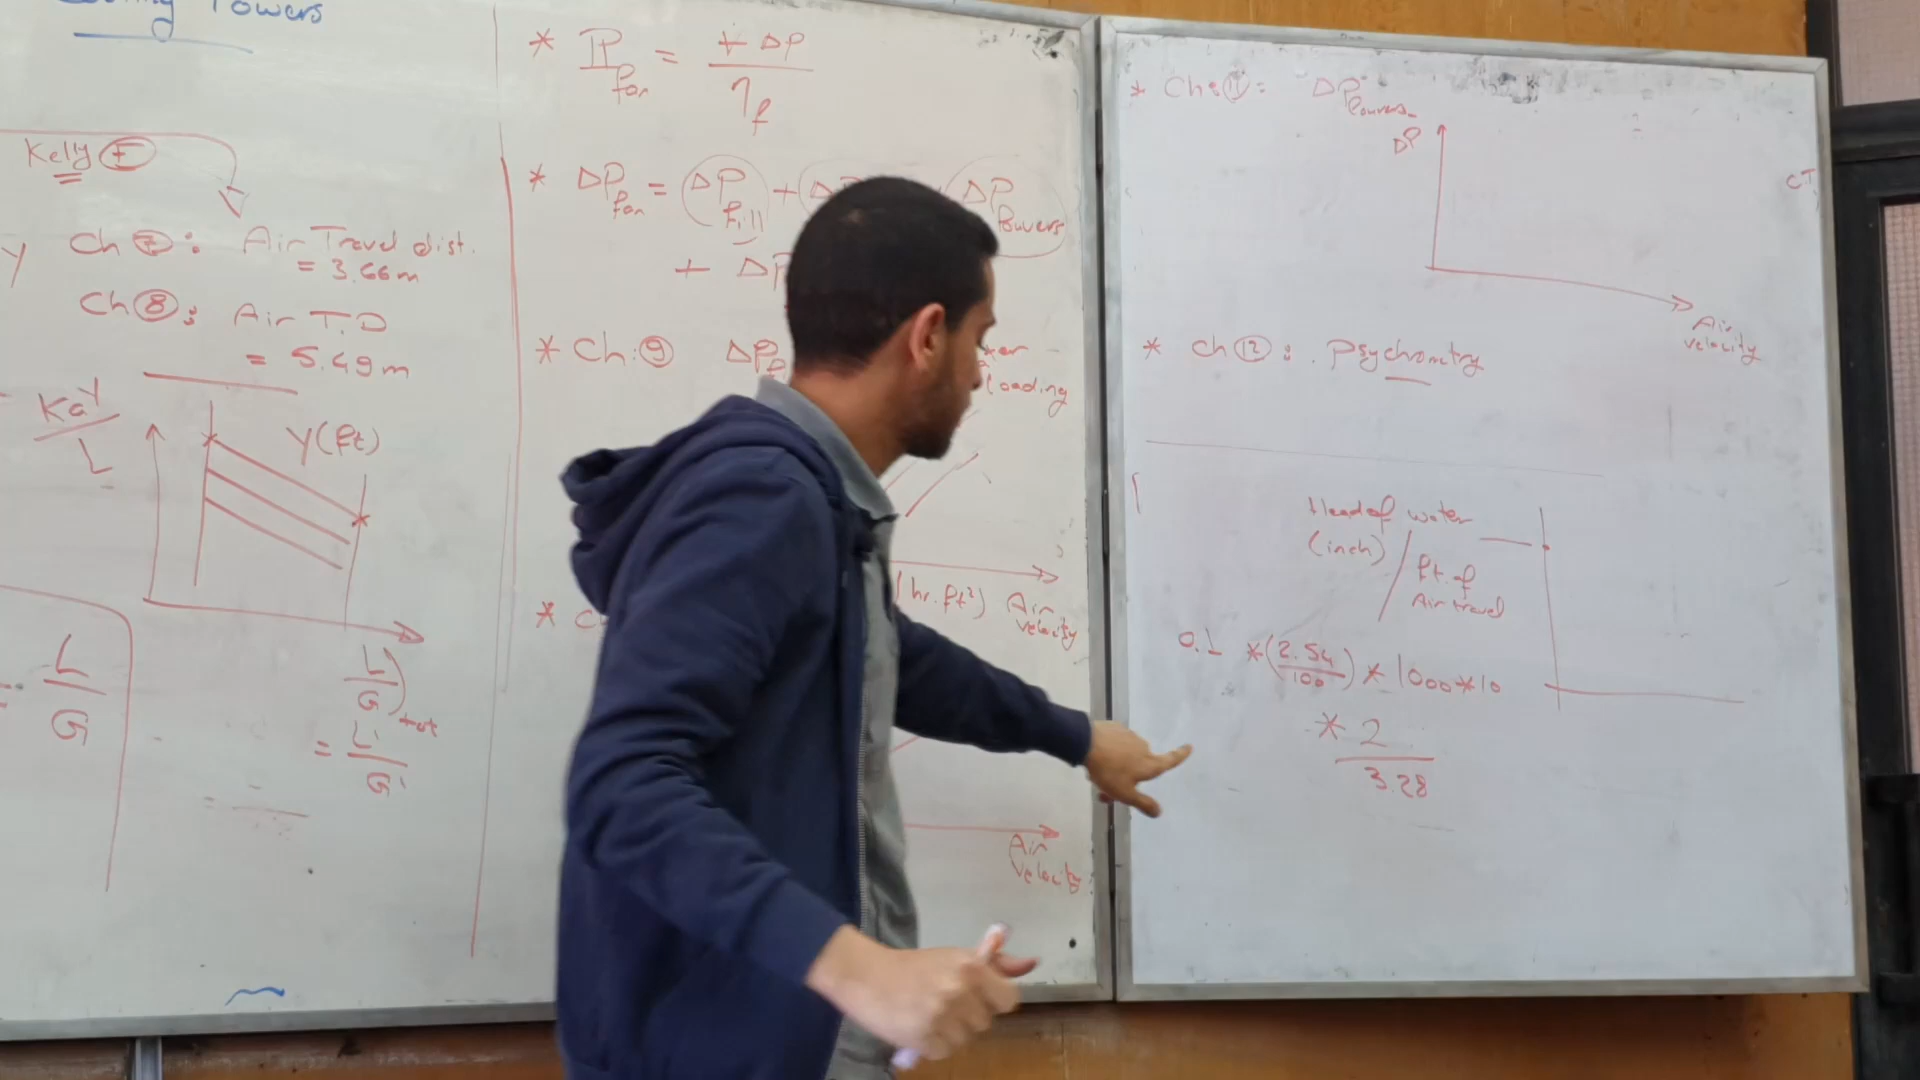 Towers
Kelly F
Ch 7: Air Travel dist.
= 3.66m
Ch 8: Air T.D
= 5.49m
KaY
L
Y(ft)
L
G
L
G
tot
= L'
G'
* P fan = V̇ ΔP
η f
* ΔP fan = ΔP fill + ΔP Louvers
+ ΔP
* Ch: 9 ΔP
loading
hr. ft²) Air
velocity
Air
velocity
* Ch: 11: ΔP Louvers
ΔP
C.T
Air
velocity
* Ch 12: Psychrometry
Head of water
(inch)
ft. of
Air travel
0.1 * (2.54
100) * 1000 * 10
* 2
3.28